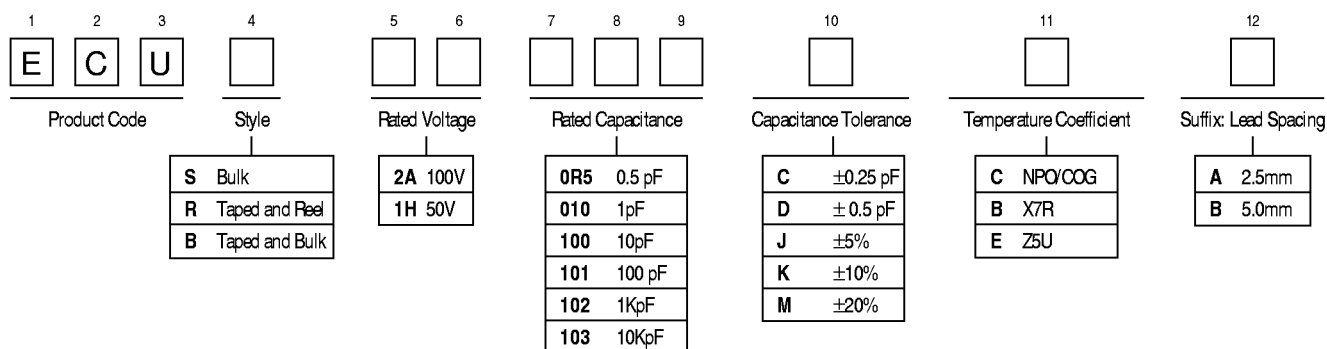 1 2 3 4 5 6 7 8 9 10 11 12
E C U
Product Code Style Rated Voltage Rated Capacitance Capacitance Tolerance Temperature Coefficient Suffix: Lead Spacing
S Bulk 2A 100V 0R5 0.5 pF C ±0.25 pF C NPO/COG A 2.5mm
R Taped and Reel 1H 50V 010 1pF D ± 0.5 pF B X7R B 5.0mm
B Taped and Bulk 100 10pF J ±5% E Z5U
101 100 pF K ±10%
102 1KpF M ±20%
103 10KpF